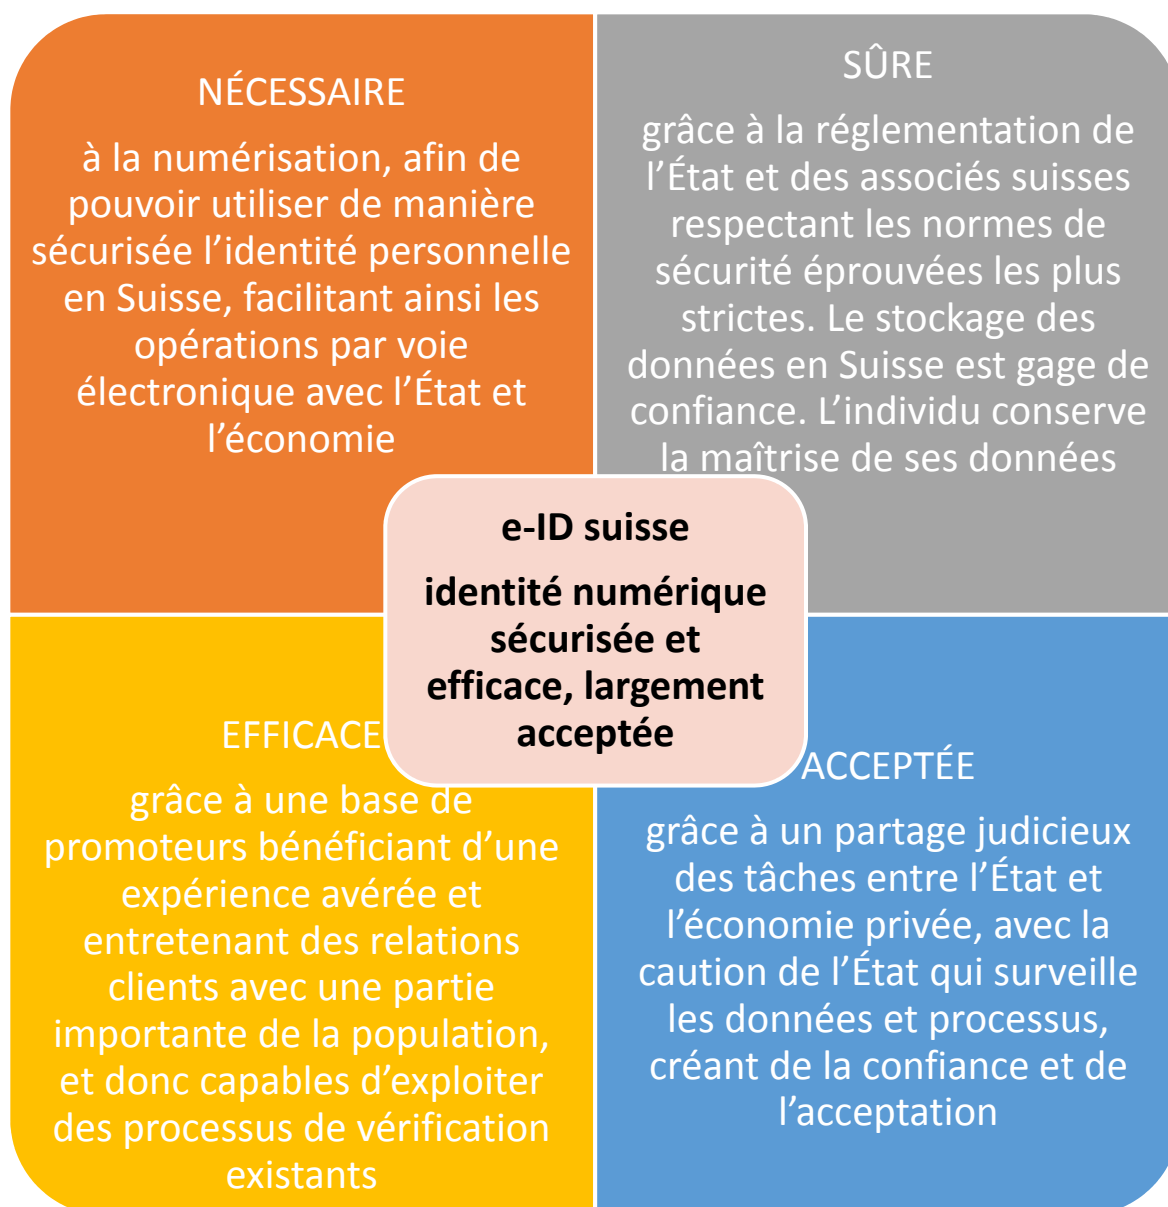 NÉCESSAIRE
à la numérisation, afin de
pouvoir utiliser de manière
sécurisée l’identité personnelle
en Suisse, facilitant ainsi les
opérations par voie
électronique avec l’État et
l’économie
SÛRE
grâce à la réglementation de
l’État et des associés suisses
respectant les normes de
sécurité éprouvées les plus
strictes. Le stockage des
données en Suisse est gage de
confiance. L’individu conserve
la maîtrise de ses données
e-ID suisse
identité numérique
sécurisée et
efficace, largement
acceptée
EFFICACE
grâce à une base de
promoteurs bénéficiant d’une
expérience avérée et
entretenant des relations
clients avec une partie
importante de la population,
et donc capables d’exploiter
des processus de vérification
existants
ACCEPTÉE
grâce à un partage judicieux
des tâches entre l’État et
l’économie privée, avec la
caution de l’État qui surveille
les données et processus,
créant de la confiance et de
l’acceptation